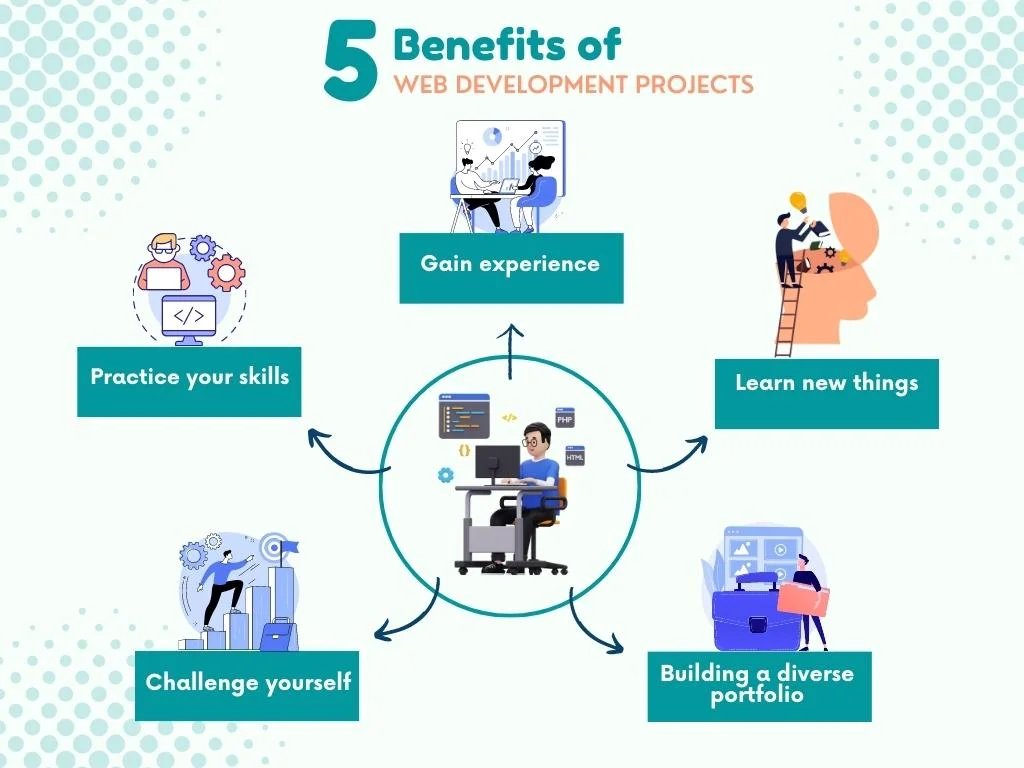 5 Benefits of
WEB DEVELOPMENT PROJECTS
Gain experience
Practice your skills
</>
Learn new things
</>
PHP
{}
HTML
Challenge yourself
Building a diverse
portfolio